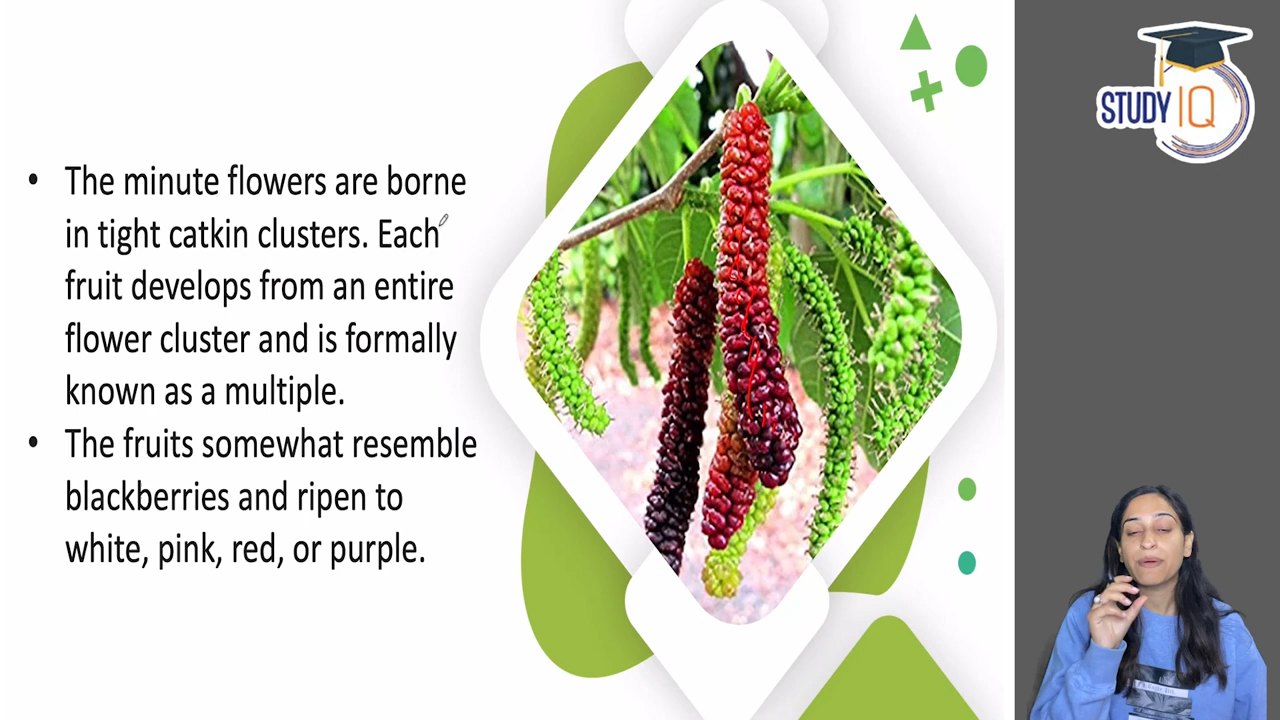 • The minute flowers are borne
in tight catkin clusters. Each
fruit develops from an entire
flower cluster and is formally
known as a multiple.
• The fruits somewhat resemble
blackberries and ripen to
white, pink, red, or purple.
STUDY IQ